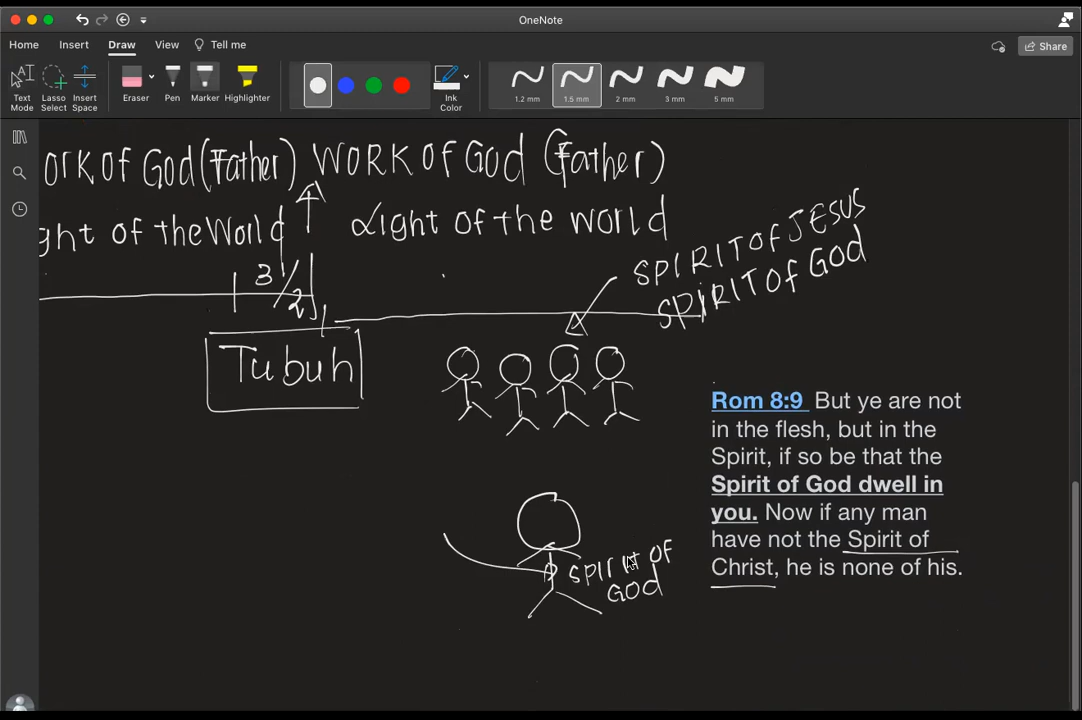 OneNote
Home Insert Draw View Tell me
Share
Text Mode
Lasso Select
Insert Space
Eraser
Pen
Marker
Highlighter
Ink Color
1.2 mm
1.5 mm
2 mm
3 mm
5 mm
ORK OF GOD (Father) WORK OF GOD (Father)
ght of the World Light of the world
SPIRIT OF JESUS
SPIRIT OF GOD
3 1/2
Tubuh
Rom 8:9 But ye are not
in the flesh, but in the
Spirit, if so be that the
Spirit of God dwell in
you. Now if any man
have not the Spirit of
Christ, he is none of his.
SPIRIT OF
GOD